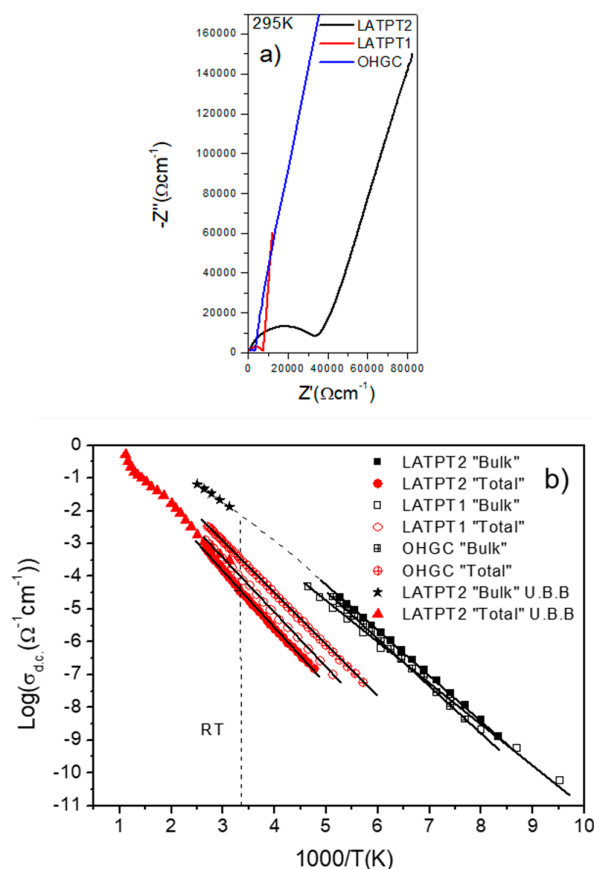 295K
a)
LATPT2
LATPT1
OHGC
160000
140000
120000
100000
80000
60000
40000
20000
0
-Z''(Ωcm⁻¹)
0 20000 40000 60000 80000
Z'(Ωcm⁻¹)
b)
LATPT2 "Bulk"
LATPT2 "Total"
LATPT1 "Bulk"
LATPT1 "Total"
OHGC "Bulk"
OHGC "Total"
LATPT2 "Bulk" U.B.B
LATPT2 "Total" U.B.B
RT
0
-1
-2
-3
-4
-5
-6
-7
-8
-9
-10
-11
Log(σd.c.(Ω⁻¹cm⁻¹))
1 2 3 4 5 6 7 8 9 10
1000/T(K)